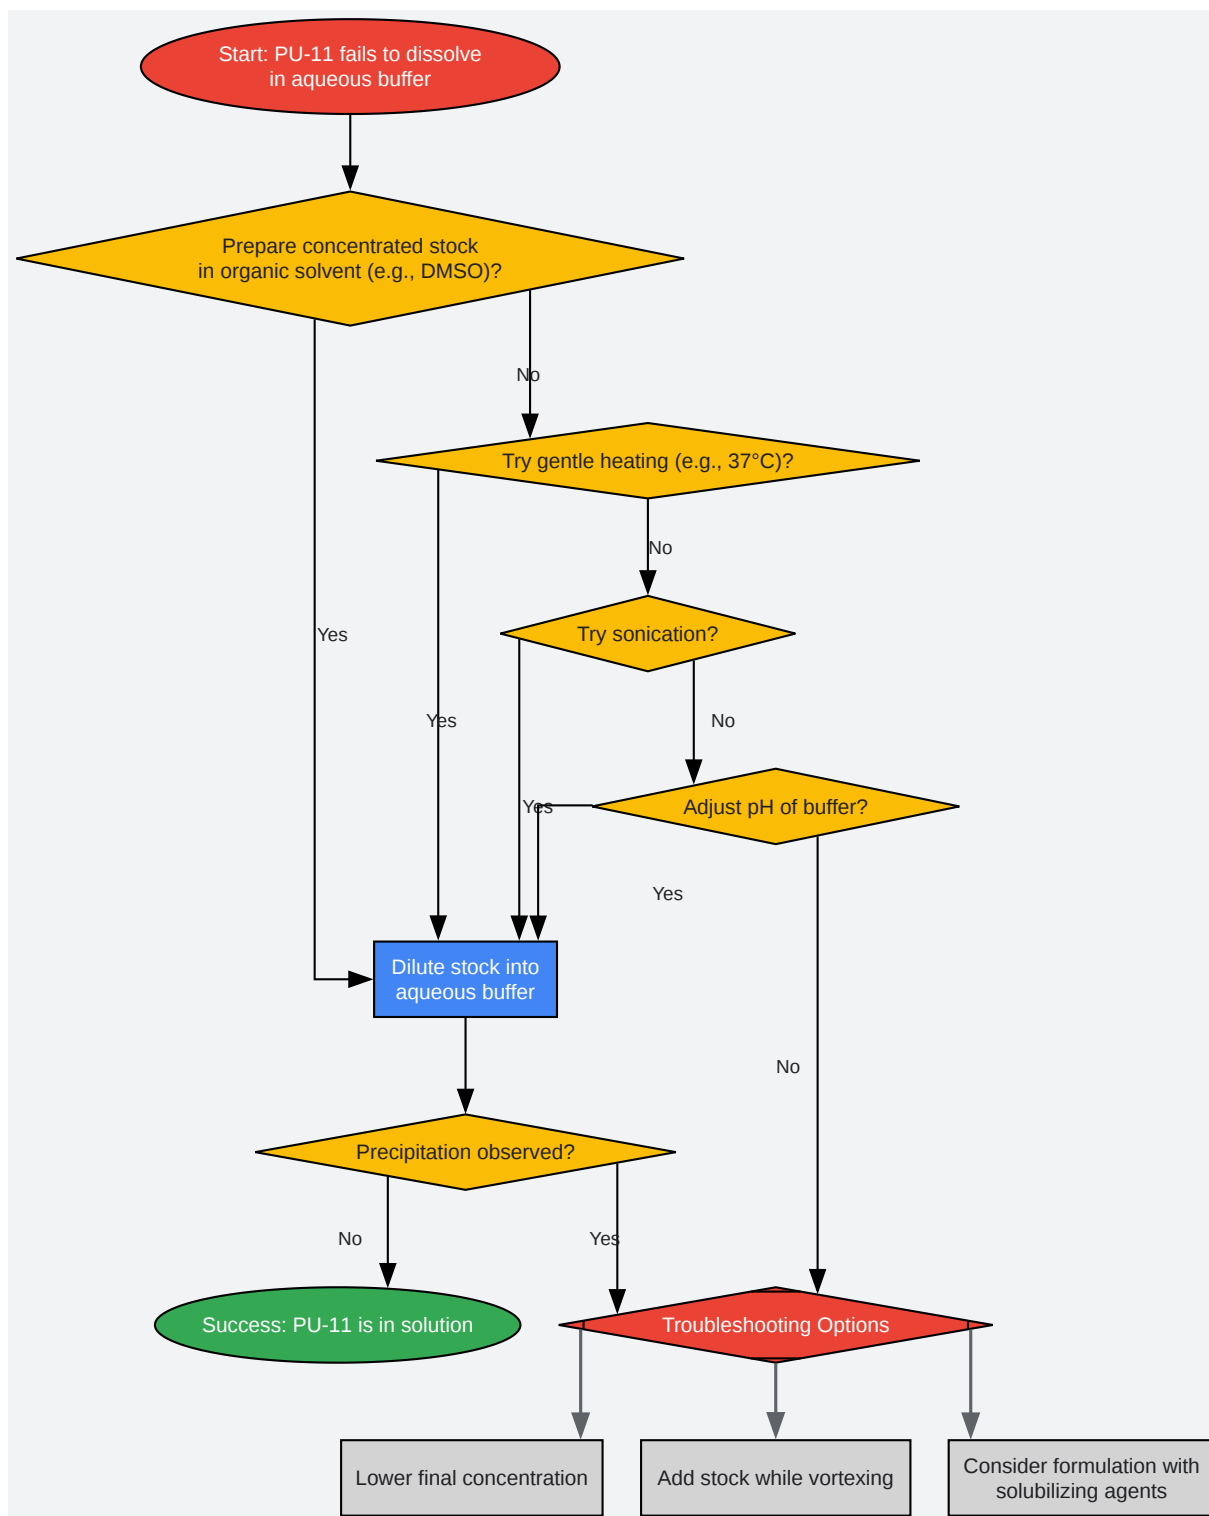 Start: PU-11 fails to dissolve
in aqueous buffer
Prepare concentrated stock
in organic solvent (e.g., DMSO)?
No
Try gentle heating (e.g., 37°C)?
No
Yes
Try sonication?
Yes
No
Yes
Adjust pH of buffer?
Yes
Dilute stock into
aqueous buffer
No
Precipitation observed?
No
Yes
Success: PU-11 is in solution
Troubleshooting Options
Lower final concentration
Add stock while vortexing
Consider formulation with
solubilizing agents